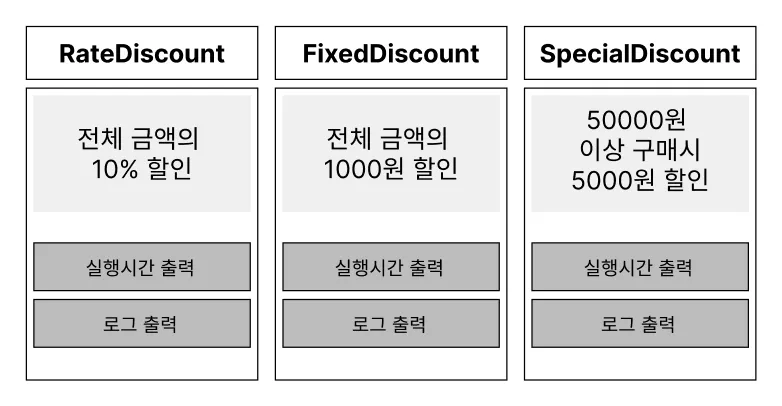 RateDiscount
전체 금액의
10% 할인
실행시간 출력
로그 출력
FixedDiscount
전체 금액의
1000원 할인
실행시간 출력
로그 출력
SpecialDiscount
50000원
이상 구매시
5000원 할인
실행시간 출력
로그 출력